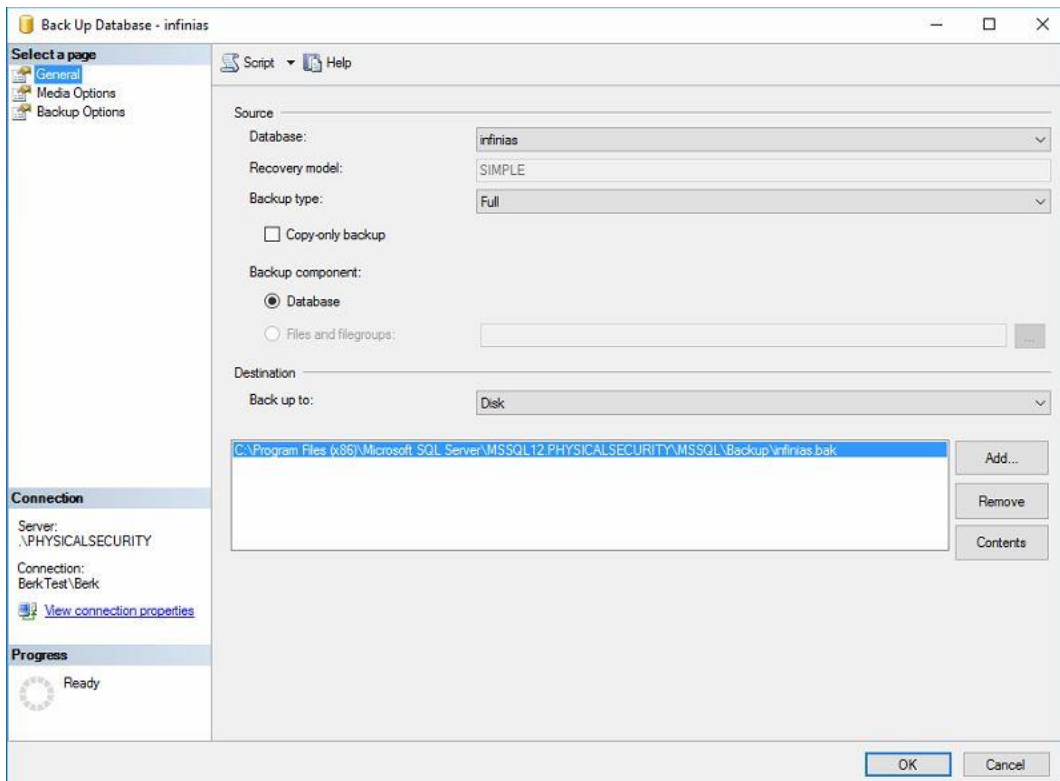 Back Up Database - infinias
Select a page
General
Media Options
Backup Options
Script
Help
Source
Database:
infinias
Recovery model:
SIMPLE
Backup type:
Full
Copy-only backup
Backup component:
Database
Files and filegroups:
...
Destination
Back up to:
Disk
C:\Program Files (x86)\Microsoft SQL Server\MSSQL12.PHYSICALSECURITY\MSSQL\Backup\infinias.bak
Add...
Remove
Contents
Connection
Server:
.\PHYSICALSECURITY
Connection:
BerkTest\Berk
View connection properties
Progress
Ready
OK
Cancel